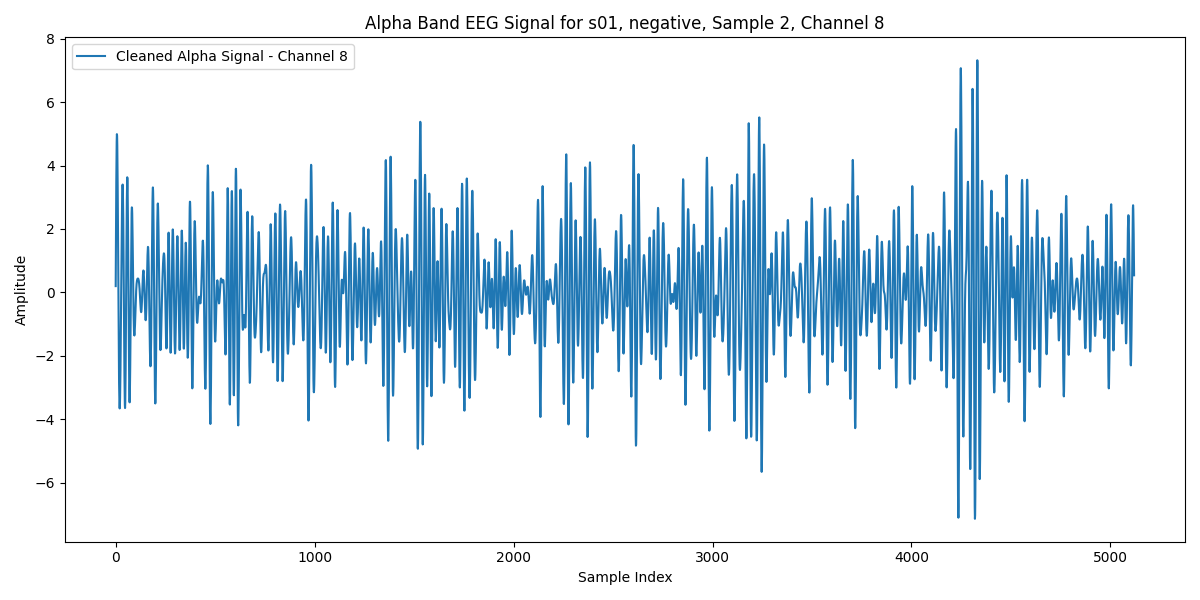 Alpha Band EEG Signal for s01, negative, Sample 2, Channel 8
Cleaned Alpha Signal - Channel 8
8
6
4
2
0
−2
−4
−6
Amplitude
0 1000 2000 3000 4000 5000
Sample Index